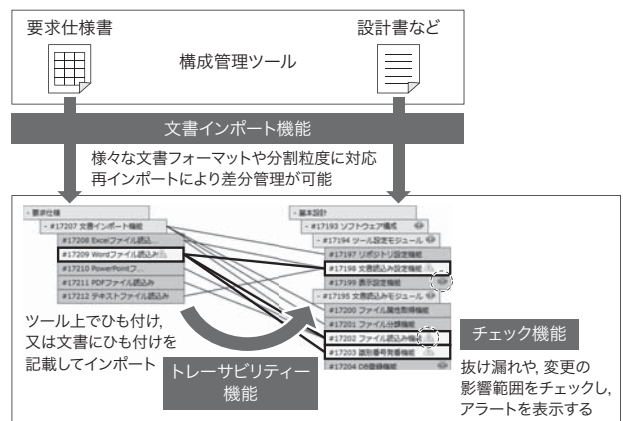 要求仕様書
設計書など
構成管理ツール
文書インポート機能
様々な文書フォーマットや分割粒度に対応
再インポートにより差分管理が可能
- 要求仕様
- #17207 文書インポート機能
#17208 Excelファイル読込...
#17209 Wordファイル読込み
#17210 PowerPointフ...
#17211 PDFファイル読込み
#17212 テキストファイル読込み
- 基本設計
- #17193 ソフトウェア構成
- #17194 ツール設定モジュール
#17197 リポジトリ設定機能
#17198 文書読込み設定機能
#17199 表示設定機能
- #17195 文書読込みモジュール
#17200 ファイル属性取得機能
#17201 ファイル分類機能
#17202 ファイル読込み機能
#17203 識別番号発番機能
#17204 DB登録機能
ツール上でひも付け,
又は文書にひも付けを
記載してインポート
トレーサビリティー
機能
チェック機能
抜け漏れや, 変更の
影響範囲をチェックし,
アラートを表示する